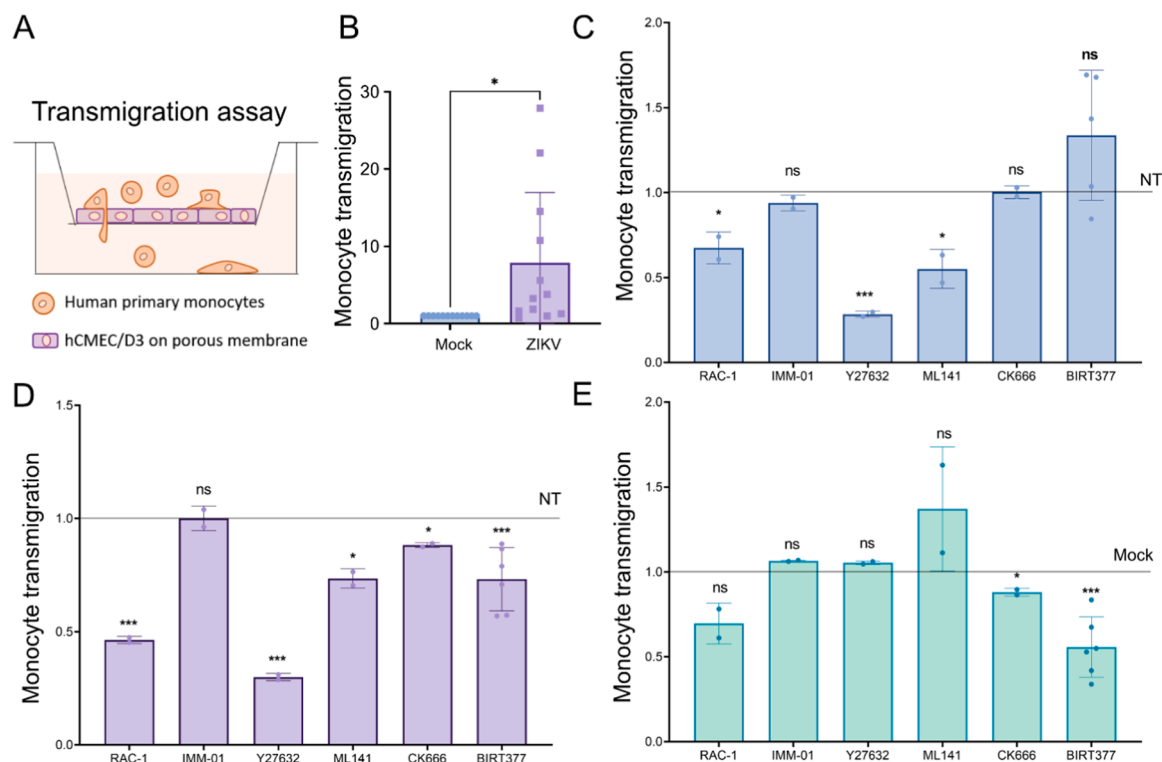 A
Transmigration assay
Human primary monocytes
hCMEC/D3 on porous membrane
B
Monocyte transmigration
30
20
10
0
*
Mock ZIKV
C
Monocyte transmigration
2.0
1.5
1.0
0.5
0.0
* ns *** * ns ns
NT
RAC-1 IMM-01 Y27632 ML141 CK666 BIRT377
D
Monocyte transmigration
1.5
1.0
0.5
0.0
*** ns *** * * ***
NT
RAC-1 IMM-01 Y27632 ML141 CK666 BIRT377
E
Monocyte transmigration
2.0
1.5
1.0
0.5
0.0
ns ns ns ns * ***
Mock
RAC-1 IMM-01 Y27632 ML141 CK666 BIRT377